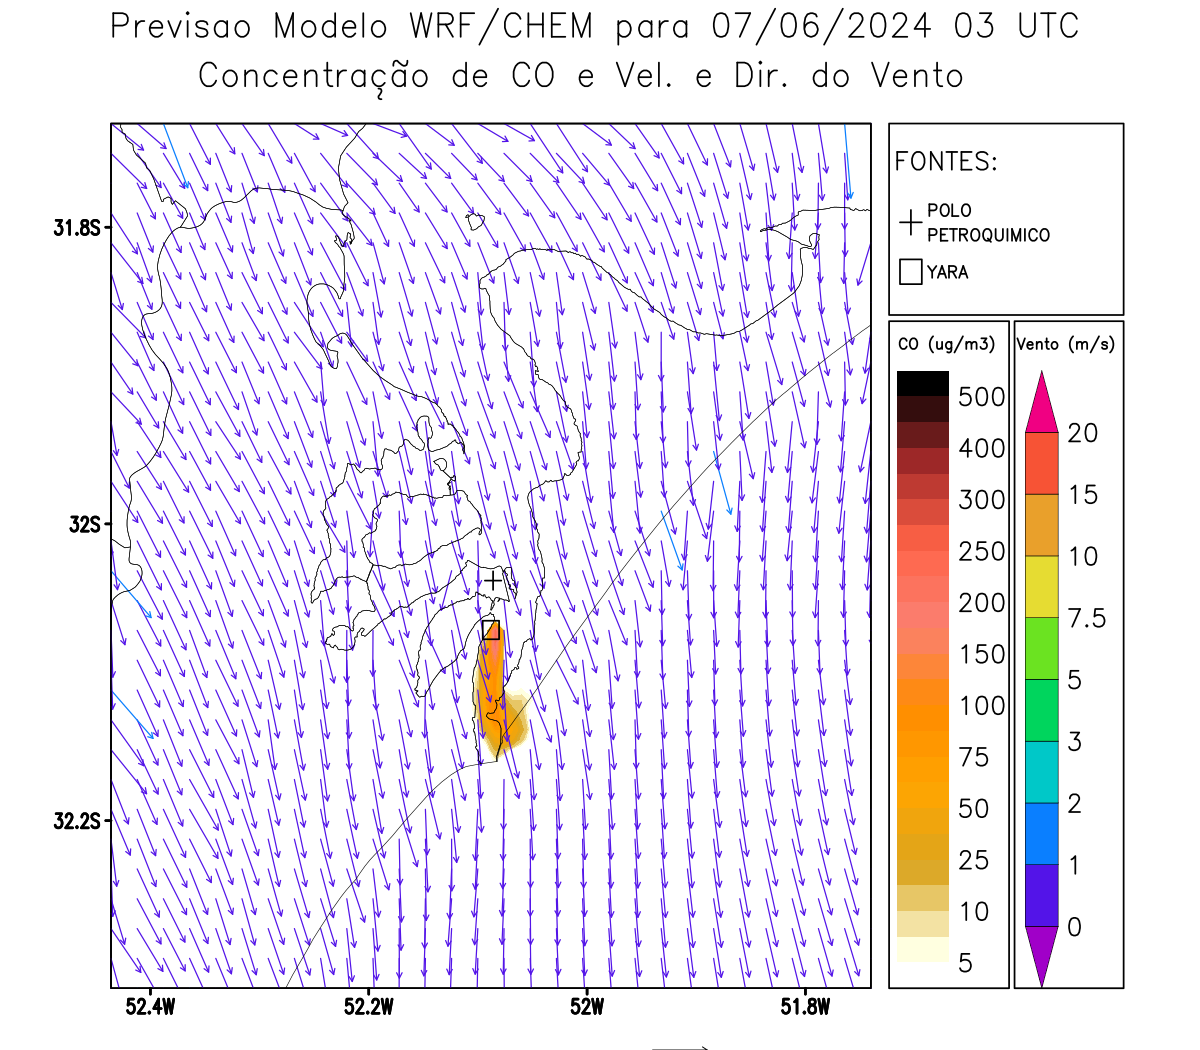 Previsao Modelo WRF/CHEM para 07/06/2024 03 UTC
Concentração de CO e Vel. e Dir. do Vento
FONTES:
POLO
PETROQUIMICO
YARA
CO (ug/m3)
500
400
300
250
200
150
100
75
50
25
10
5
Vento (m/s)
20
15
10
7.5
5
3
2
1
0
31.8S
32S
32.2S
52.4W
52.2W
52W
51.8W